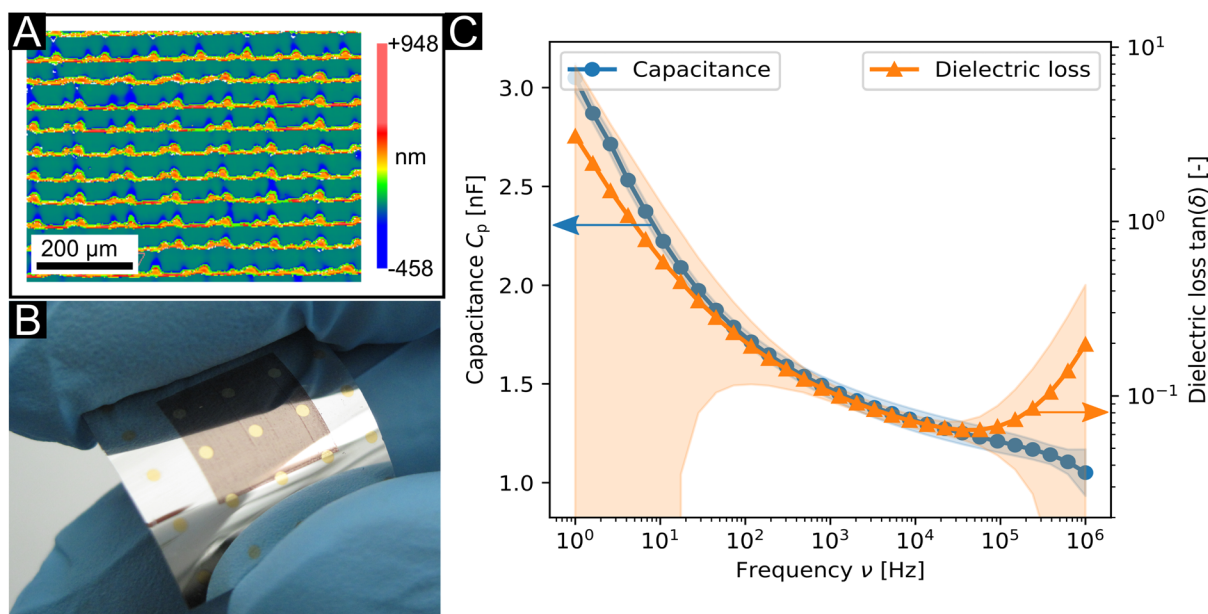 A
+948
nm
-458
200 μm
B
C
Capacitance
Dielectric loss
Capacitance Cp [nF]
3.0
2.5
2.0
1.5
1.0
10^1
10^0
10^-1
Dielectric loss tan(δ) [-]
10^0 10^1 10^2 10^3 10^4 10^5 10^6
Frequency ν [Hz]